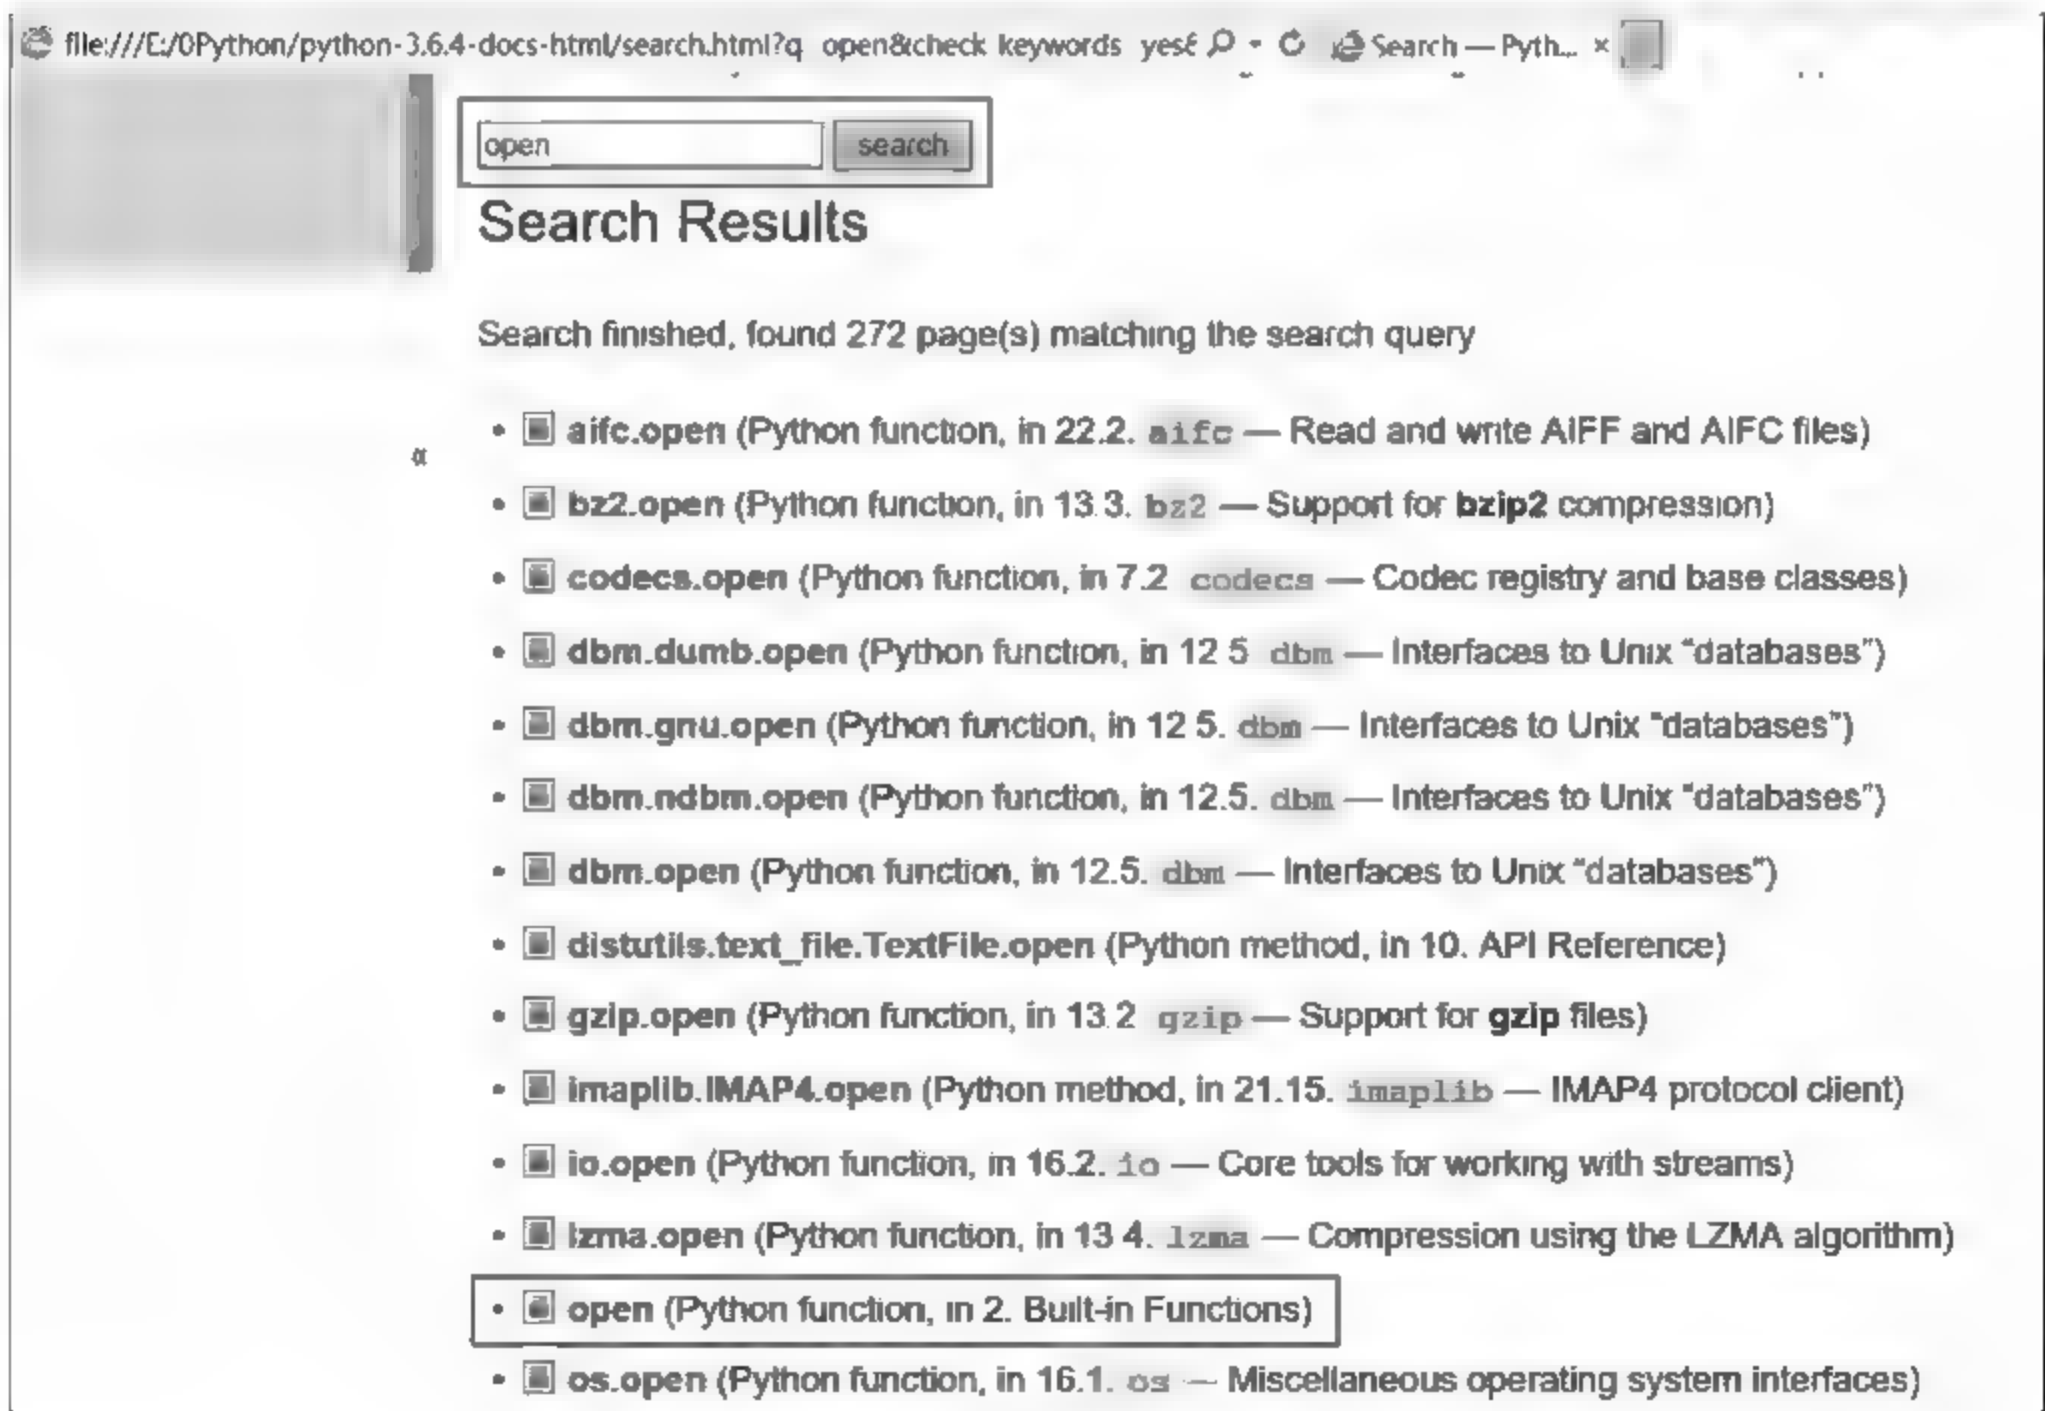 file:///E:/0Python/python-3.6.4-docs-html/search.html?q open&check keywords yes& Search — Pyth... ×
open search
Search Results
Search finished, found 272 page(s) matching the search query
• aifc.open (Python function, in 22.2. aifc — Read and write AIFF and AIFC files)
«
• bz2.open (Python function, in 13.3. bz2 — Support for bzip2 compression)
• codecs.open (Python function, in 7.2 codecs — Codec registry and base classes)
• dbm.dumb.open (Python function, in 12 5 dbm — Interfaces to Unix “databases”)
• dbm.gnu.open (Python function, in 12 5. dbm — Interfaces to Unix “databases”)
• dbm.ndbm.open (Python function, in 12.5. dbm — Interfaces to Unix “databases”)
• dbm.open (Python function, in 12.5. dbm — Interfaces to Unix “databases”)
• distutils.text_file.TextFile.open (Python method, in 10. API Reference)
• gzip.open (Python function, in 13.2 gzip — Support for gzip files)
• imaplib.IMAP4.open (Python method, in 21.15. imaplib — IMAP4 protocol client)
• io.open (Python function, in 16.2. io — Core tools for working with streams)
• lzma.open (Python function, in 13 4. lzma — Compression using the LZMA algorithm)
• open (Python function, in 2. Built-in Functions)
• os.open (Python function, in 16.1. os — Miscellaneous operating system interfaces)